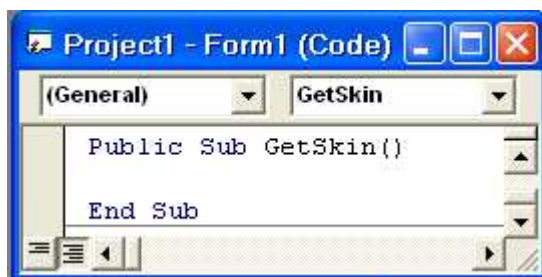 Project1 - Form1 (Code)
(General) GetSkin
Public Sub GetSkin()
End Sub